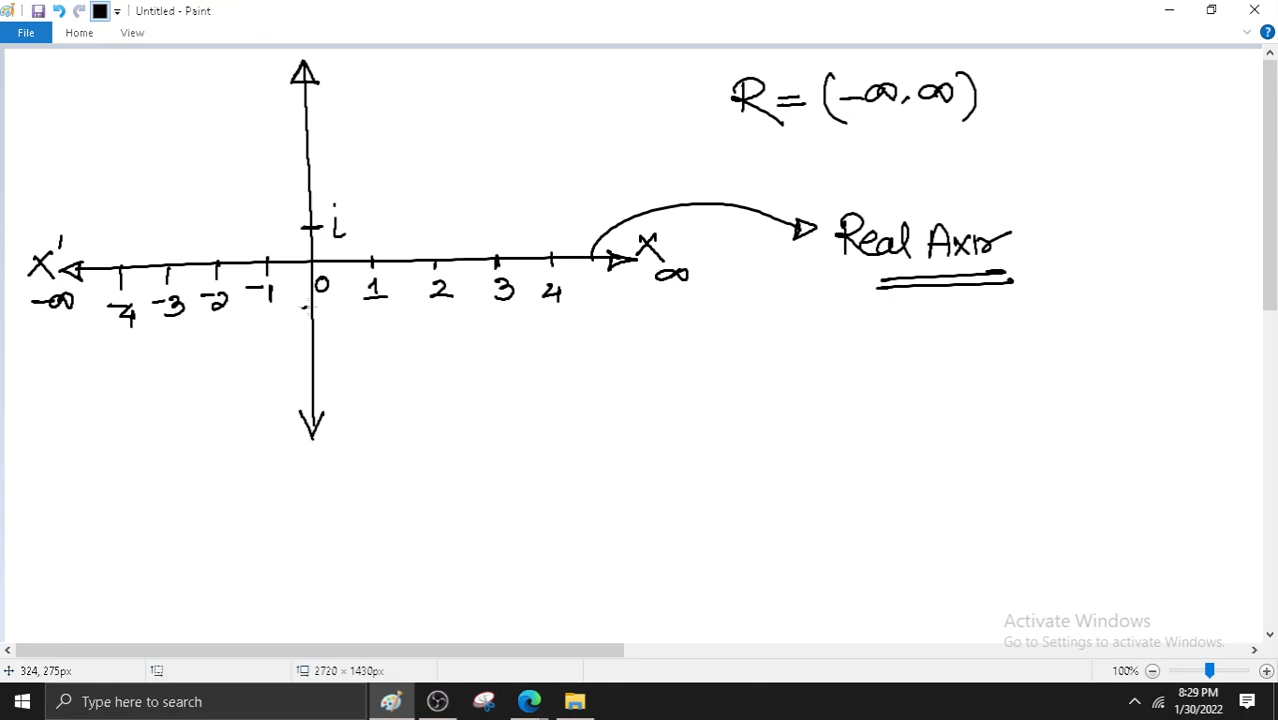 Untitled - Paint
File Home View
R = (-∞, ∞)
i
Real Axis
X' X
-∞ -4 -3 -2 -1 0 1 2 3 4 ∞
Activate Windows
Go to Settings to activate Windows.
324, 275px 2720 × 1430px 100%
Type here to search
8:29 PM
1/30/2022